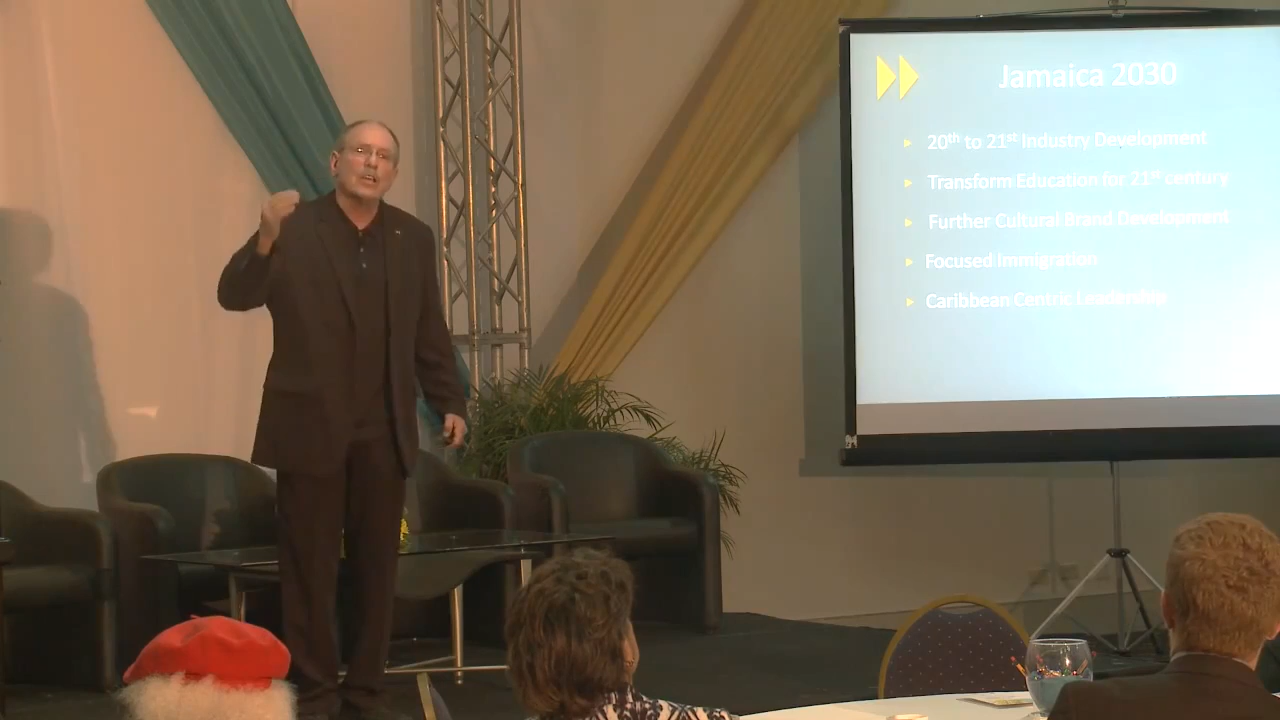 Jamaica 2030
20th to 21st Industry Development
Transform Education for 21st century
Further Cultural Brand Development
Focused Immigration
Caribbean Centric Leadership